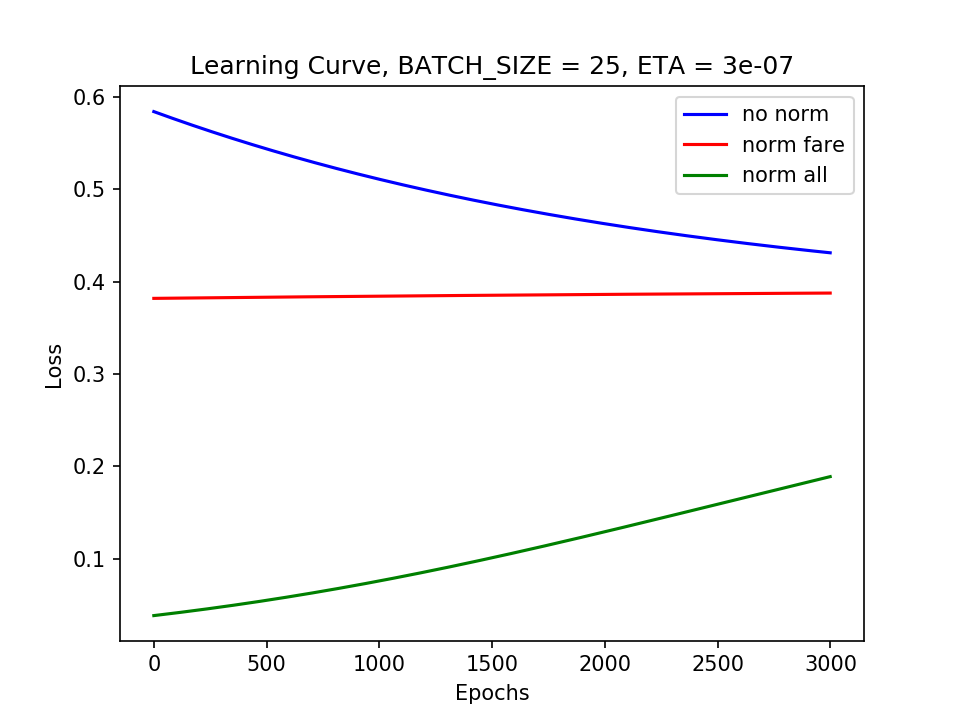 Learning Curve, BATCH_SIZE = 25, ETA = 3e-07
no norm
norm fare
norm all
Loss
0.6
0.5
0.4
0.3
0.2
0.1
0 500 1000 1500 2000 2500 3000
Epochs